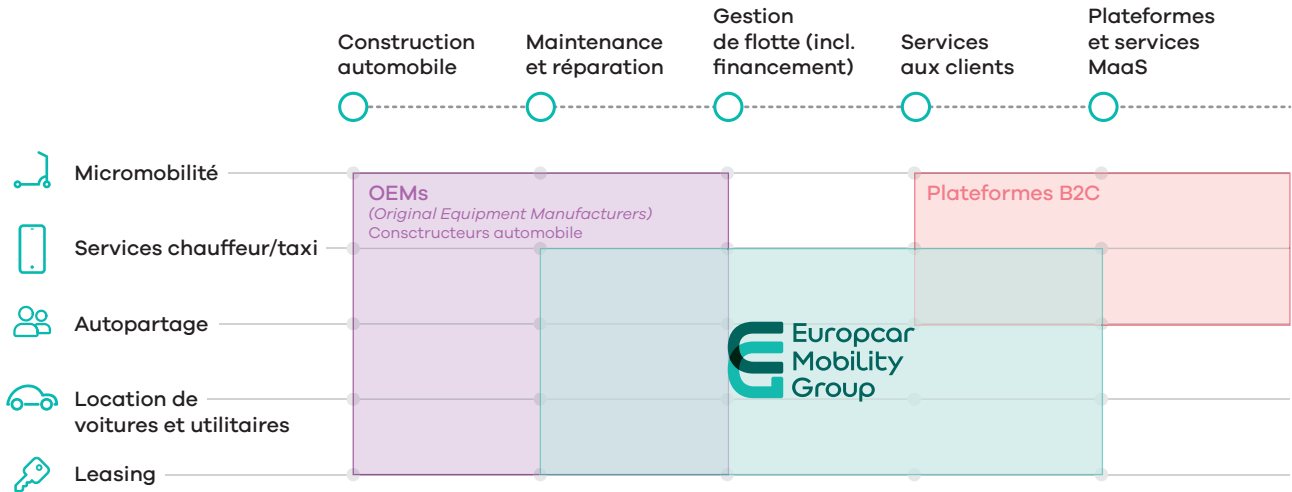 Construction
automobile
Maintenance
et réparation
Gestion
de flotte (incl.
financement)
Services
aux clients
Plateformes
et services
MaaS
Micromobilité
OEMs
(Original Equipment Manufacturers)
Consctructeurs automobile
Plateformes B2C
Services chauffeur/taxi
Autopartage
Europcar
Mobility
Group
Location de
voitures et utilitaires
Leasing